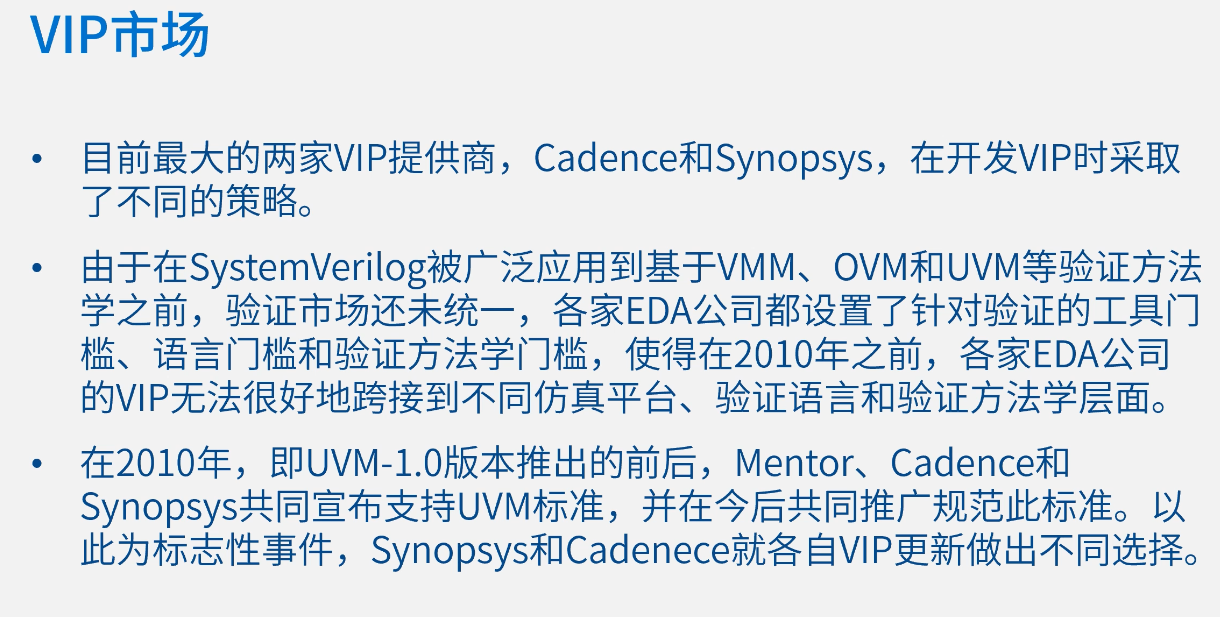 VIP市场
• 目前最大的两家VIP提供商，Cadence和Synopsys，在开发VIP时采取
了不同的策略。
• 由于在SystemVerilog被广泛应用到基于VMM、OVM和UVM等验证方法
学之前，验证市场还未统一，各家EDA公司都设置了针对验证的工具门
槛、语言门槛和验证方法学门槛，使得在2010年之前，各家EDA公司
的VIP无法很好地跨接到不同仿真平台、验证语言和验证方法学层面。
• 在2010年，即UVM-1.0版本推出的前后，Mentor、Cadence和
Synopsys共同宣布支持UVM标准，并在今后共同推广规范此标准。以
此为标志性事件，Synopsys和Cadenece就各自VIP更新做出不同选择。